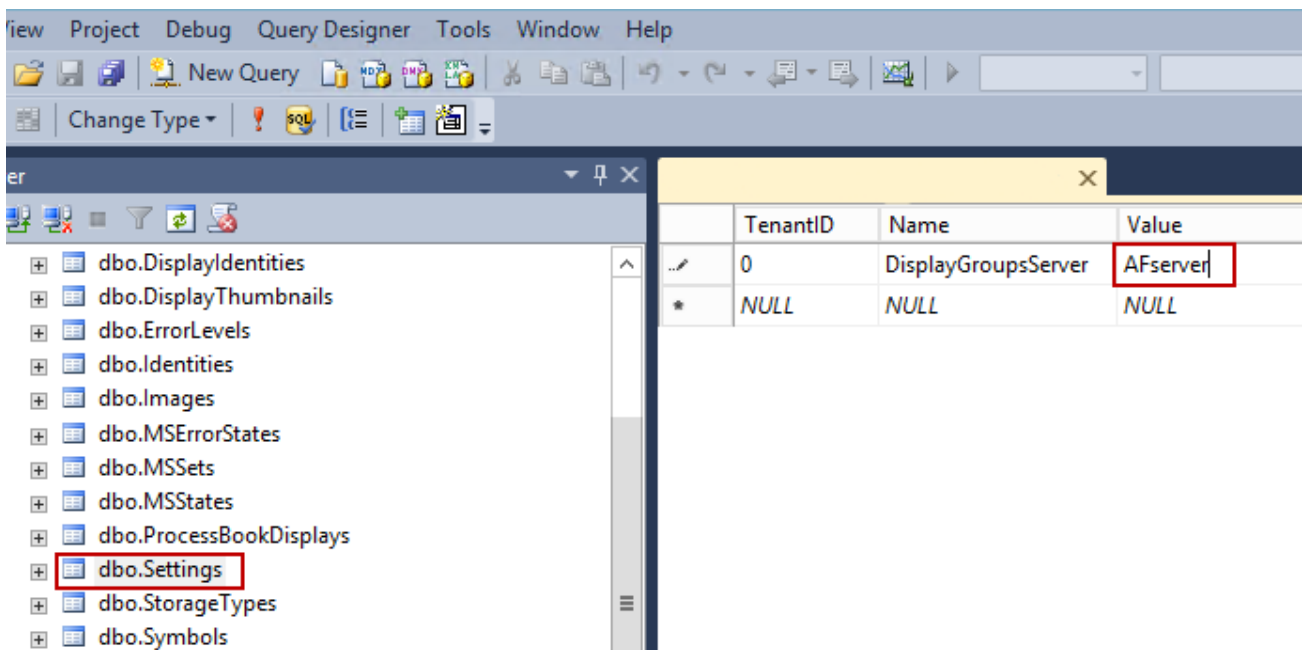 View Project Debug Query Designer Tools Window Help
New Query
Change Type
er
dbo.DisplayIdentities
dbo.DisplayThumbnails
dbo.ErrorLevels
dbo.Identities
dbo.Images
dbo.MSErrorStates
dbo.MSSets
dbo.MSStates
dbo.ProcessBookDisplays
dbo.Settings
dbo.StorageTypes
dbo.Symbols
TenantID Name Value
0 DisplayGroupsServer AFserver
NULL NULL NULL